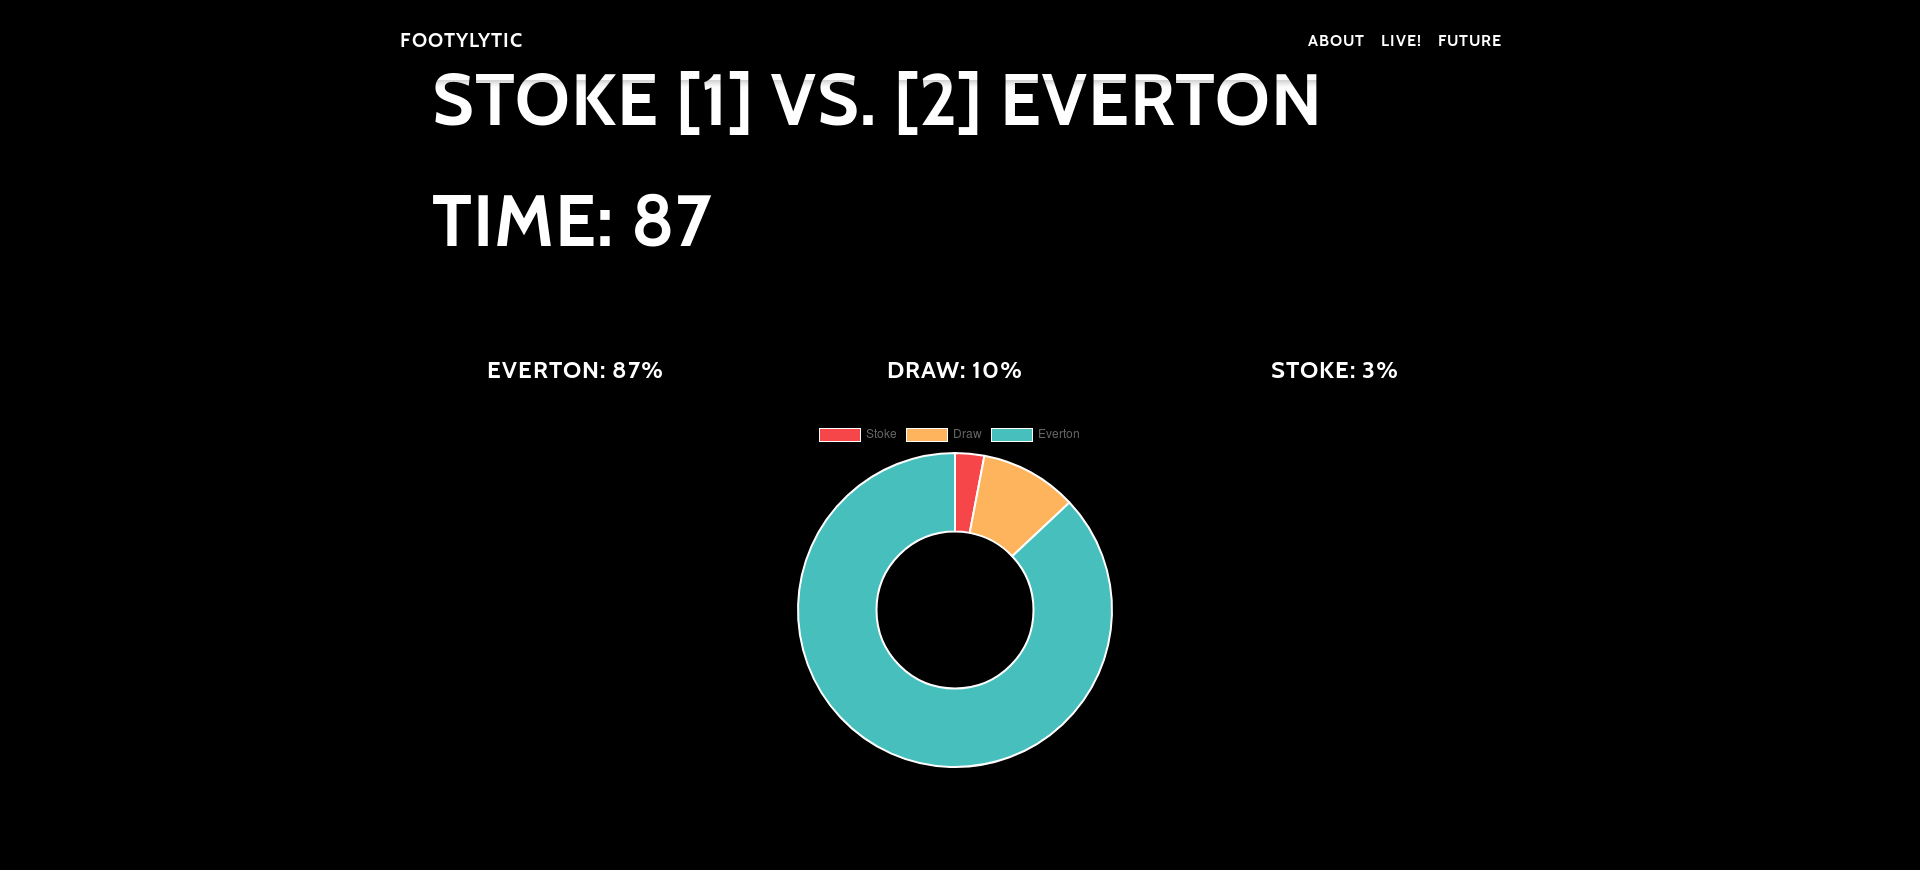 FOOTYLYTIC ABOUT LIVE! FUTURE
STOKE [1] VS. [2] EVERTON
TIME: 87
EVERTON: 87% DRAW: 10% STOKE: 3%
Stoke Draw Everton